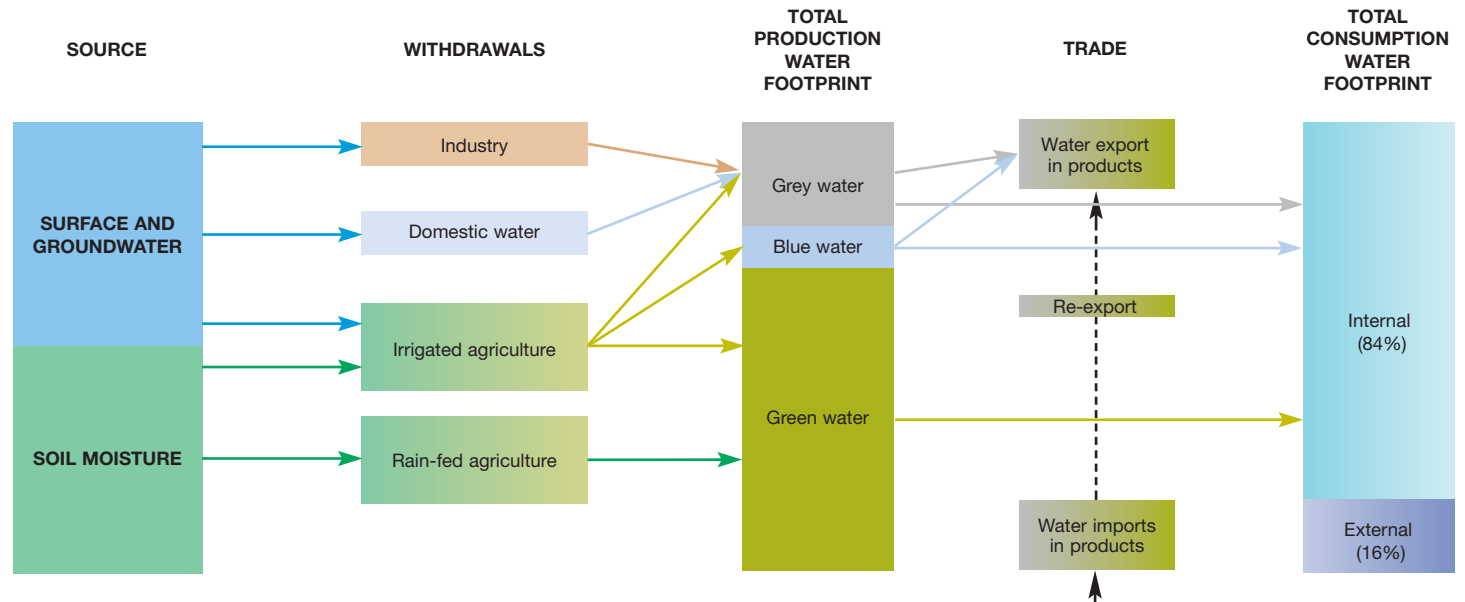 SOURCE
WITHDRAWALS
TOTAL
PRODUCTION
WATER
FOOTPRINT
TRADE
TOTAL
CONSUMPTION
WATER
FOOTPRINT
SURFACE AND
GROUNDWATER
SOIL MOISTURE
Industry
Domestic water
Irrigated agriculture
Rain-fed agriculture
Grey water
Blue water
Green water
Water export
in products
Re-export
Water imports
in products
Internal
(84%)
External
(16%)